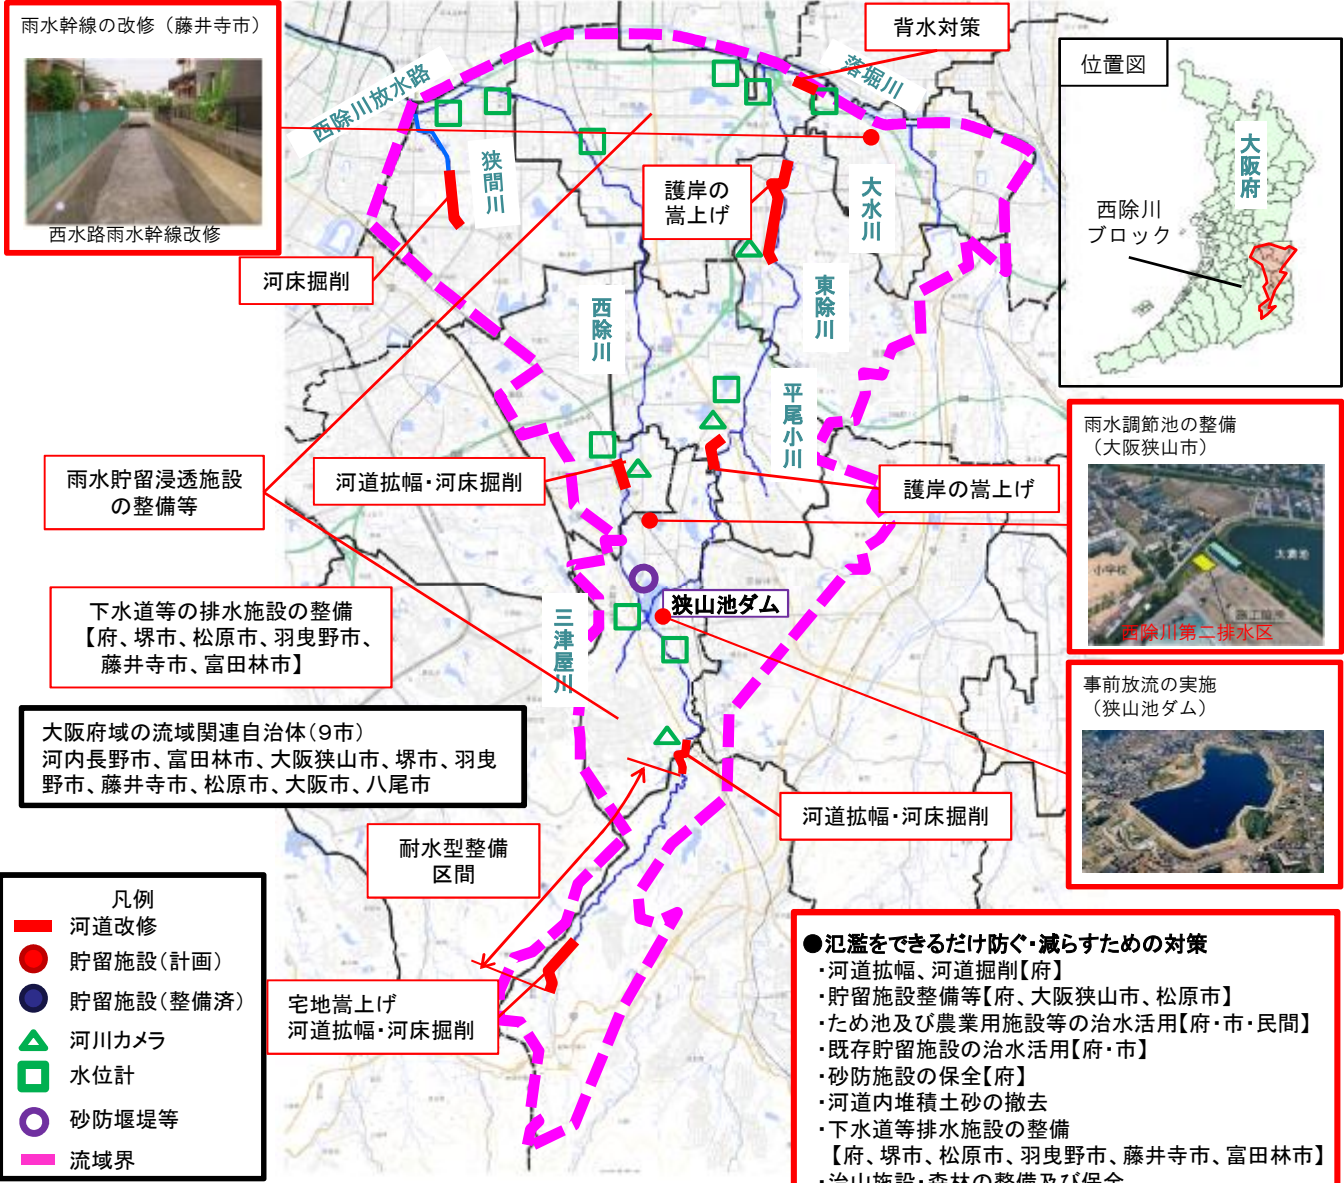 雨水幹線の改修（藤井寺市）
西水路雨水幹線改修
背水対策
位置図
大阪府
西除川
ブロック
西除川放水路
落堀川
狭間川
護岸の
嵩上げ
大水川
河床掘削
西除川
東除川
平尾小川
雨水貯留浸透施設
の整備等
河道拡幅・河床掘削
護岸の嵩上げ
雨水調節池の整備
（大阪狭山市）
小学校
太満池
西除川第二排水区
下水道等の排水施設の整備
【府、堺市、松原市、羽曳野市、
藤井寺市、富田林市】
三津屋川
狭山池ダム
事前放流の実施
（狭山池ダム）
大阪府域の流域関連自治体（9市）
河内長野市、富田林市、大阪狭山市、堺市、羽曳
野市、藤井寺市、松原市、大阪市、八尾市
河道拡幅・河床掘削
耐水型整備
区間
宅地嵩上げ
河道拡幅・河床掘削
凡例
河道改修
貯留施設（計画）
貯留施設（整備済）
河川カメラ
水位計
砂防堰堤等
流域界
●氾濫をできるだけ防ぐ・減らすための対策
・河道拡幅、河道掘削【府】
・貯留施設整備等【府、大阪狭山市、松原市】
・ため池及び農業用施設等の治水活用【府・市・民間】
・既存貯留施設の治水活用【府・市】
・砂防施設の保全【府】
・河道内堆積土砂の撤去
・下水道等排水施設の整備
【府、堺市、松原市、羽曳野市、藤井寺市、富田林市】
・治山施設・森林の整備及び保全